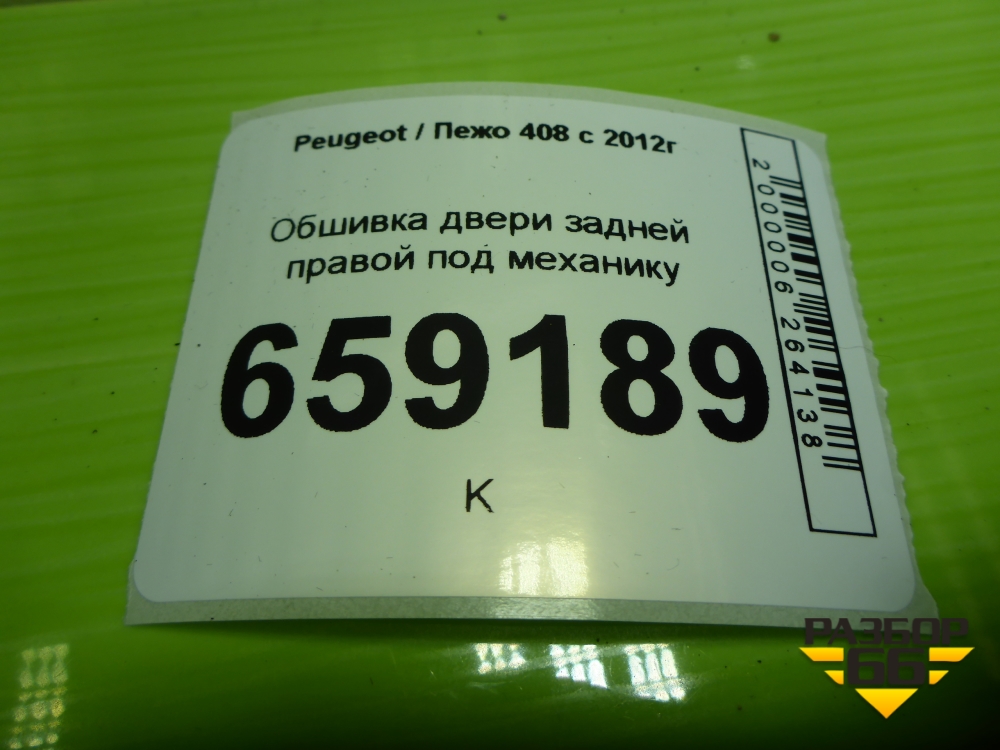 Peugeot / Пежо 408 с 2012г
Обшивка двери задней
правой под механику
659189
К
2000006264138
РАЗБОР
66